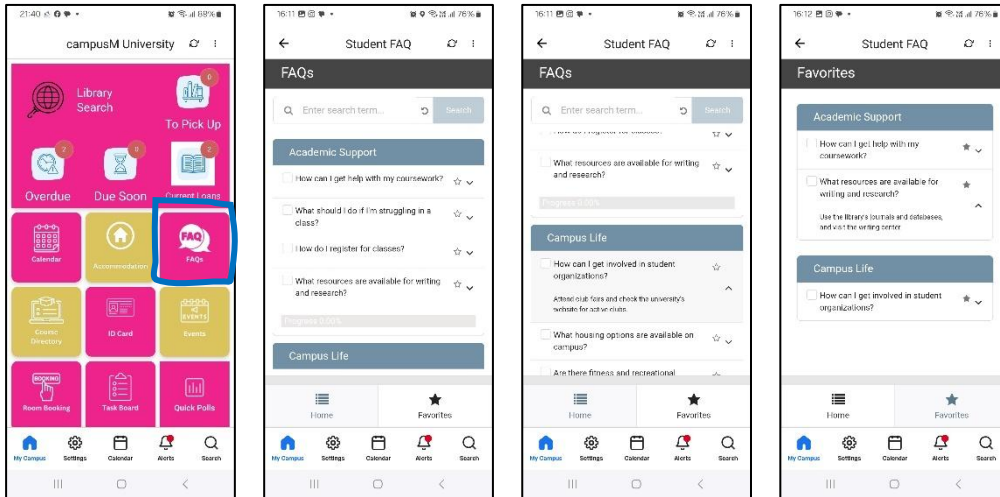 21:40
68%
campusM University
Library
Search
0
To Pick Up
2
0
2
Overdue
Due Soon
Current Loans
Calendar
Accommodation
FAQ
FAQs
Course
Directory
ID Card
EVENTS
Events
BOOKING
Room Booking
Task Board
Quick Polls
My Campus
Settings
Calendar
Alerts
Search
16:11
76%
Student FAQ
FAQs
Enter search term...
Search
Academic Support
How can I get help with my coursework?
What should I do if I'm struggling in a
class?
How do I register for classes?
What resources are available for writing
and research?
Progress 0.00%
Campus Life
Home
Favorites
My Campus
Settings
Calendar
Alerts
Search
16:11
76%
Student FAQ
FAQs
Enter search term...
Search
How do I register for classes?
What resources are available for writing
and research?
Progress 0.00%
Campus Life
How can I get involved in student
organizations?
Attend club fairs and check the university's
website for active clubs.
What housing options are available on
campus?
Are there fitness and recreational
Home
Favorites
My Campus
Settings
Calendar
Alerts
Search
16:12
76%
Student FAQ
Favorites
Academic Support
How can I get help with my
coursework?
What resources are available for
writing and research?
Use the library's journals and databases,
and visit the writing center
Campus Life
How can I get involved in student
organizations?
Home
Favorites
My Campus
Settings
Calendar
Alerts
Search